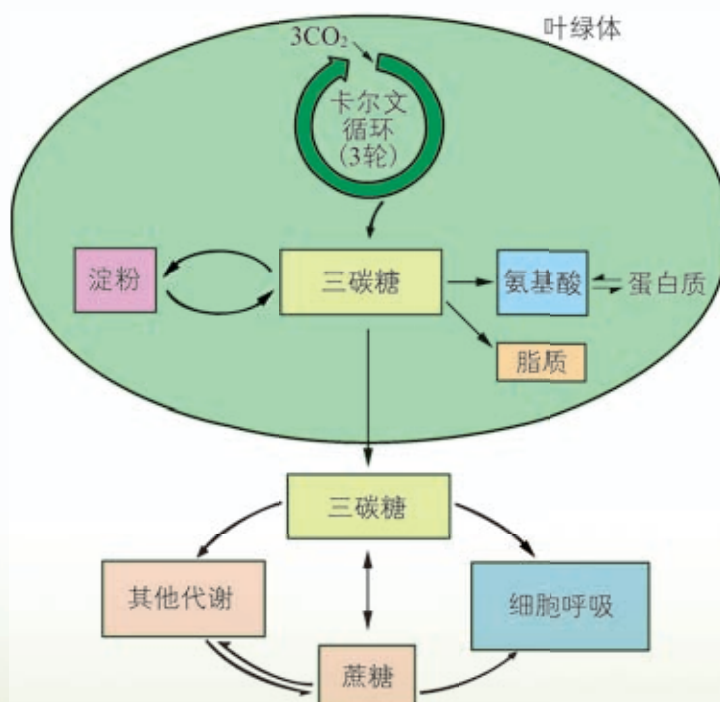 叶绿体
3CO₂
卡尔文
循环
(3轮)
淀粉
三碳糖
氨基酸
蛋白质
脂质
三碳糖
其他代谢
细胞呼吸
蔗糖